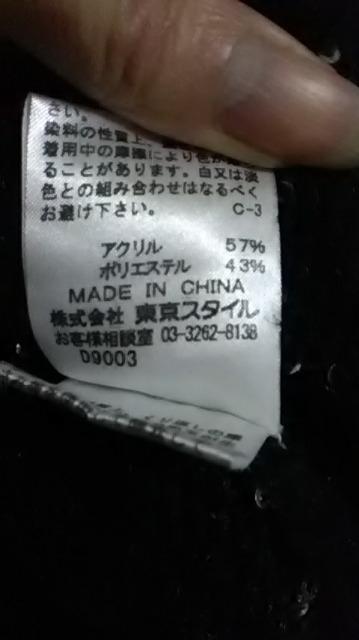 さい。
染料の性質上、
着用中の摩擦により色が
ることがあります。白又は淡
色との組み合わせはなるべく
お避け下さい。 C-3
アクリル 57%
ポリエステル 43%
MADE IN CHINA
株式会社 東京スタイル
お客様相談室 03-3262-8138
D9003